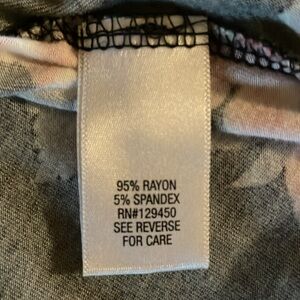 95% RAYON
5% SPANDEX
RN#129450
SEE REVERSE
FOR CARE